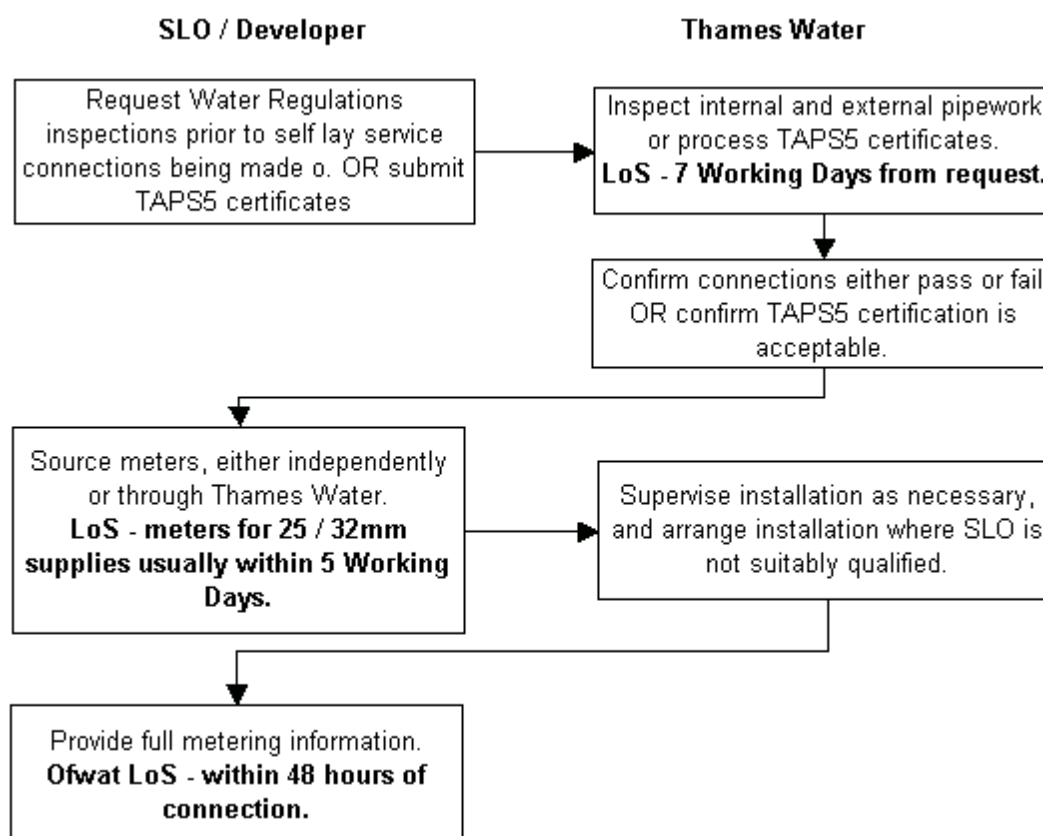 SLO / Developer
Thames Water
Request Water Regulations
inspections prior to self lay service
connections being made o. OR submit
TAPS5 certificates
Inspect internal and external pipework
or process TAPS5 certificates.
LoS - 7 Working Days from request.
Confirm connections either pass or fail
OR confirm TAPS5 certification is
acceptable.
Source meters, either independently
or through Thames Water.
LoS - meters for 25 / 32mm
supplies usually within 5 Working
Days.
Supervise installation as necessary,
and arrange installation where SLO is
not suitably qualified.
Provide full metering information.
Ofwat LoS - within 48 hours of
connection.